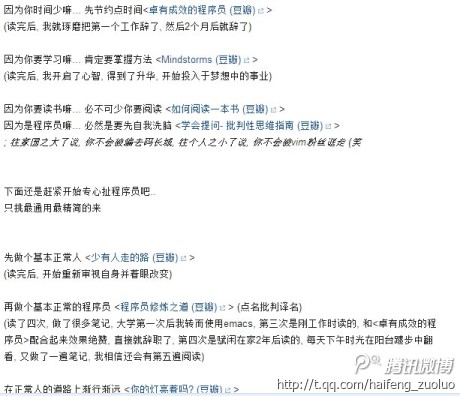 因为你时间少嘛... 先节约点时间<卓有成效的程序员 (豆瓣) >
(读完后, 我就琢磨把第一个工作辞了, 然后2个月后就辞了)
因为你要学习嘛... 肯定要掌握方法 <Mindstorms (豆瓣) >
(读完后, 我开启了心智, 得到了升华, 开始投入于梦想中的事业)
因为你要读书嘛... 必不可少你要阅读 <如何阅读一本书 (豆瓣) >
因为是程序员嘛... 必然是要先自我洗脑 <学会提问- 批判性思维指南 (豆瓣) >
; 往家国之大了说, 你不会被骗去码长城, 往个人之小了说, 你不会被vim粉丝诓走 (笑
下面还是赶紧开始专心扯程序员吧..
只挑最通用最精简的来
先做个基本正常人 <少有人走的路 (豆瓣) >
(读完后, 开始重新审视自身并着眼改变)
再做个基本正常的程序员 <程序员修炼之道 (豆瓣) > (点名批判译名)
(读了四次, 做了很多笔记, 大学第一次后我转而使用emacs, 第三次是刚工作时读的, 和<卓有成效的程
序员>配合起来效果绝赞, 直接就辞职了, 第四次是赋闲在家2年后读的, 每天下午时光在阳台踱步中翻
看, 又做了一遍笔记, 我相信还会有第五遍阅读)
在正常人的道路上渐行渐远 <你的灯亮着吗? (豆瓣) >
腾讯微博
http://t.qq.com/haifeng_zuoluo